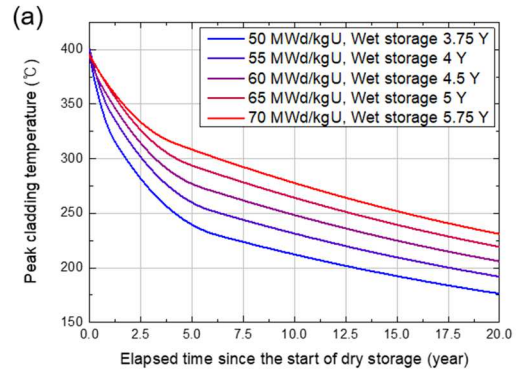 (a)
50 MWd/kgU, Wet storage 3.75 Y
55 MWd/kgU, Wet storage 4 Y
60 MWd/kgU, Wet storage 4.5 Y
65 MWd/kgU, Wet storage 5 Y
70 MWd/kgU, Wet storage 5.75 Y
Peak cladding temperature (℃)
400
350
300
250
200
150
0.0 2.5 5.0 7.5 10.0 12.5 15.0 17.5 20.0
Elapsed time since the start of dry storage (year)